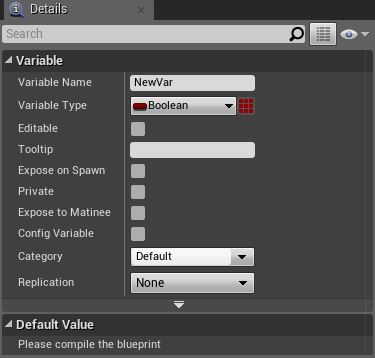 Details
Search
Variable
Variable Name NewVar
Variable Type Boolean
Editable
Tooltip
Expose on Spawn
Private
Expose to Matinee
Config Variable
Category Default
Replication None
Default Value
Please compile the blueprint